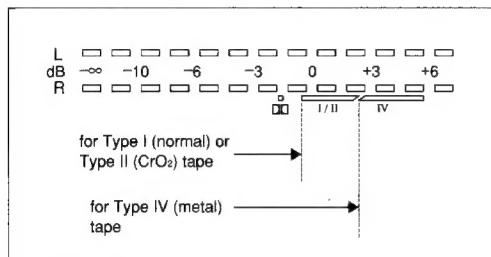 L
dB −∞ −10 −6 −3 0 +3 +6
R
I / II IV
for Type I (normal) or
Type II (CrO₂) tape
for Type IV (metal)
tape